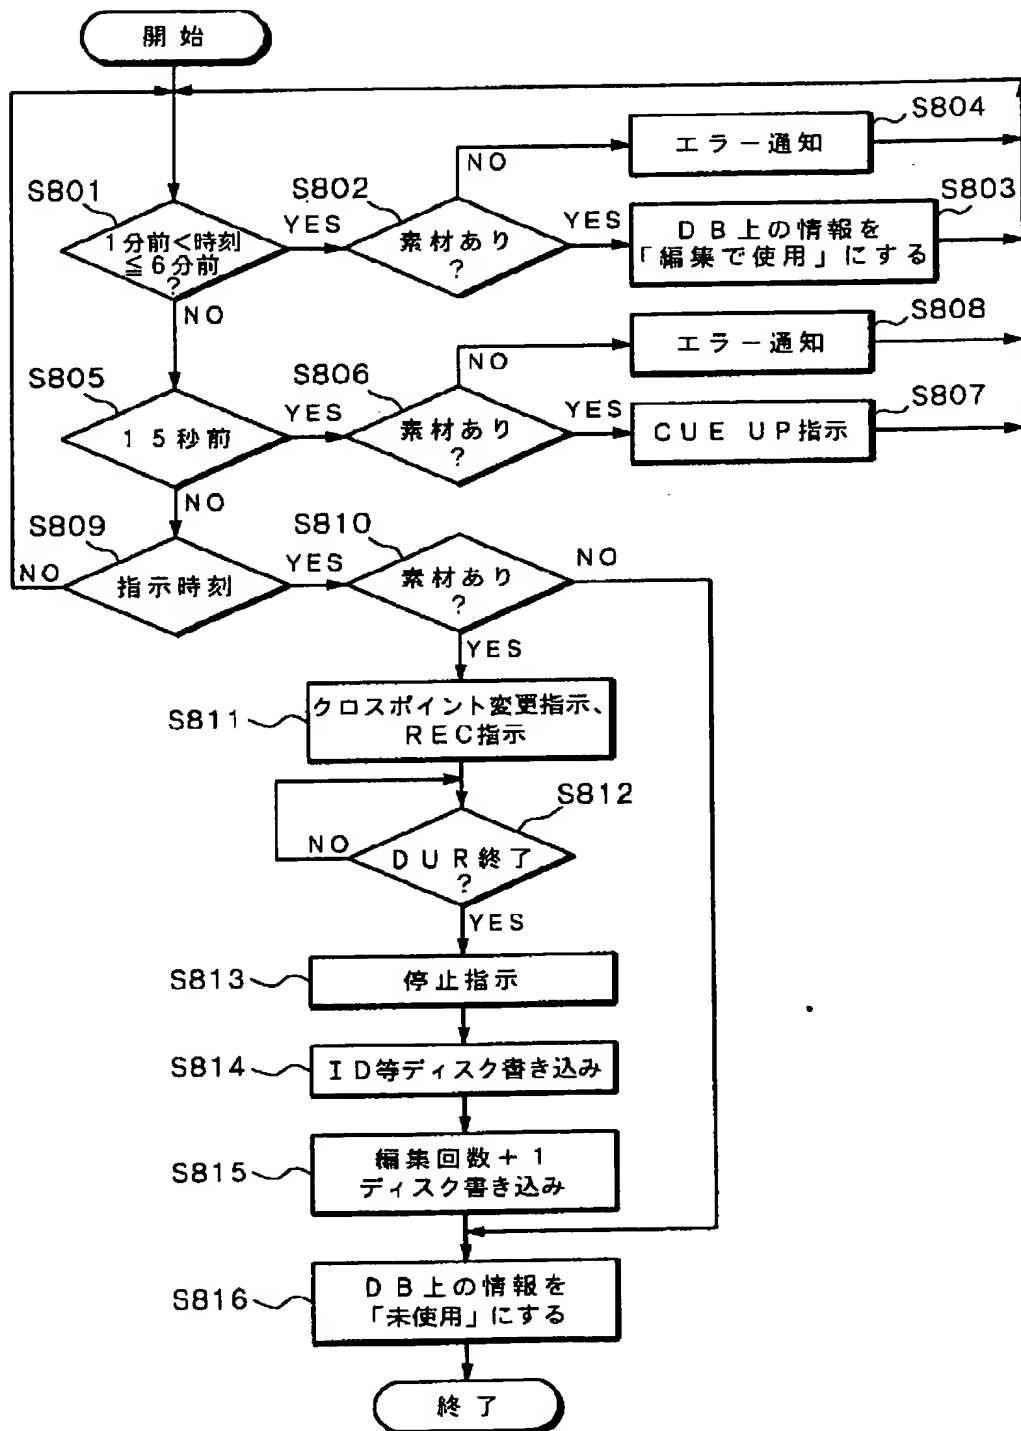 開始
S804
エラー通知
NO
S801
S802
S803
1分前<時刻
≦6分前
?
YES
素材あり
?
YES
DB上の情報を
「編集で使用」にする
NO
S808
エラー通知
NO
S805
S806
S807
15秒前
YES
素材あり
?
YES
CUE UP指示
NO
S809
S810
NO
指示時刻
YES
素材あり
?
NO
YES
S811
クロスポイント変更指示、
REC指示
S812
NO
DUR終了
?
YES
S813
停止指示
S814
ID等ディスク書き込み
S815
編集回数+1
ディスク書き込み
S816
DB上の情報を
「未使用」にする
終了